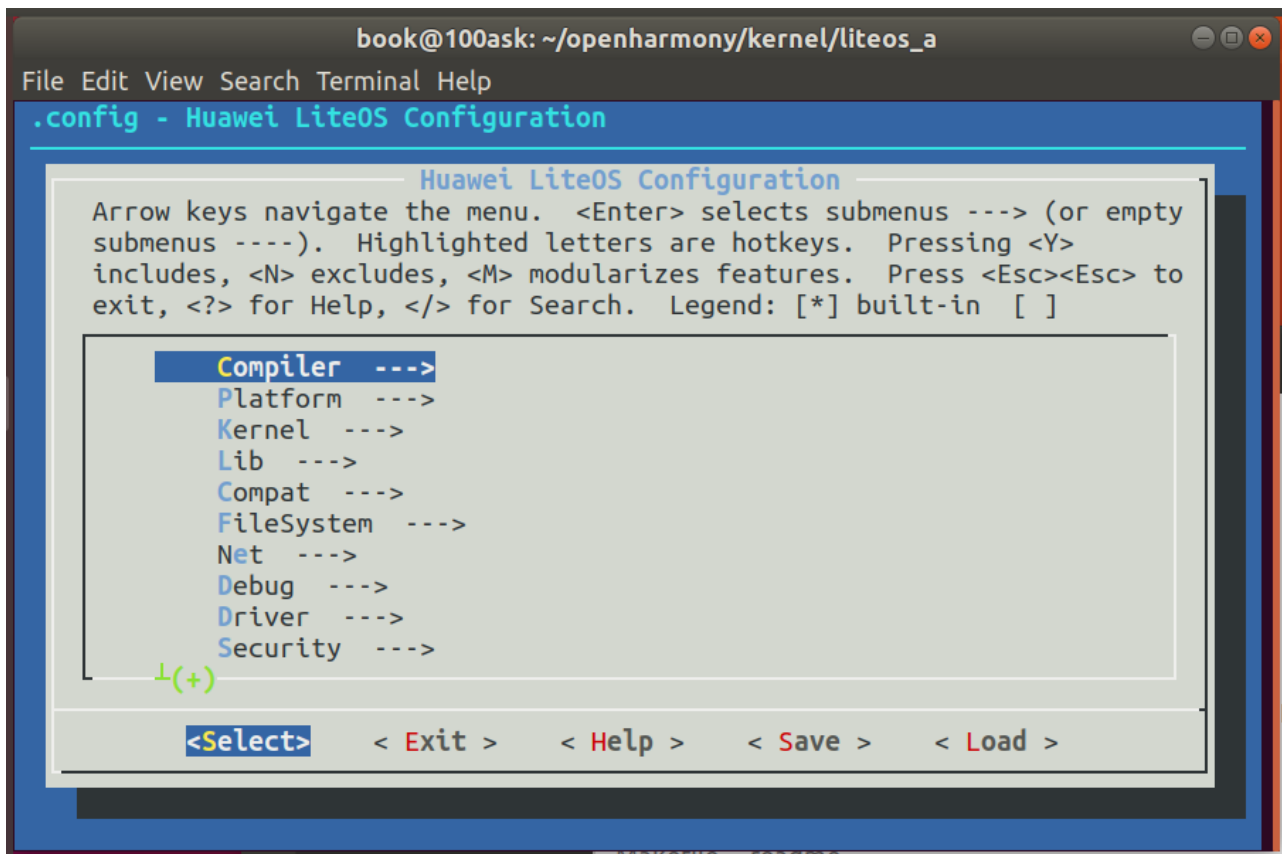 book@100ask: ~/openharmony/kernel/liteos_a
File Edit View Search Terminal Help
.config - Huawei LiteOS Configuration
Huawei LiteOS Configuration
Arrow keys navigate the menu.  <Enter> selects submenus ---> (or empty
submenus ----).  Highlighted letters are hotkeys.  Pressing <Y>
includes, <N> excludes, <M> modularizes features.  Press <Esc><Esc> to
exit, <?> for Help, </> for Search.  Legend: [*] built-in  [ ]
Compiler  --->
Platform  --->
Kernel  --->
Lib  --->
Compat  --->
FileSystem  --->
Net  --->
Debug  --->
Driver  --->
Security  --->
┴(+)
<Select>    < Exit >    < Help >    < Save >    < Load >